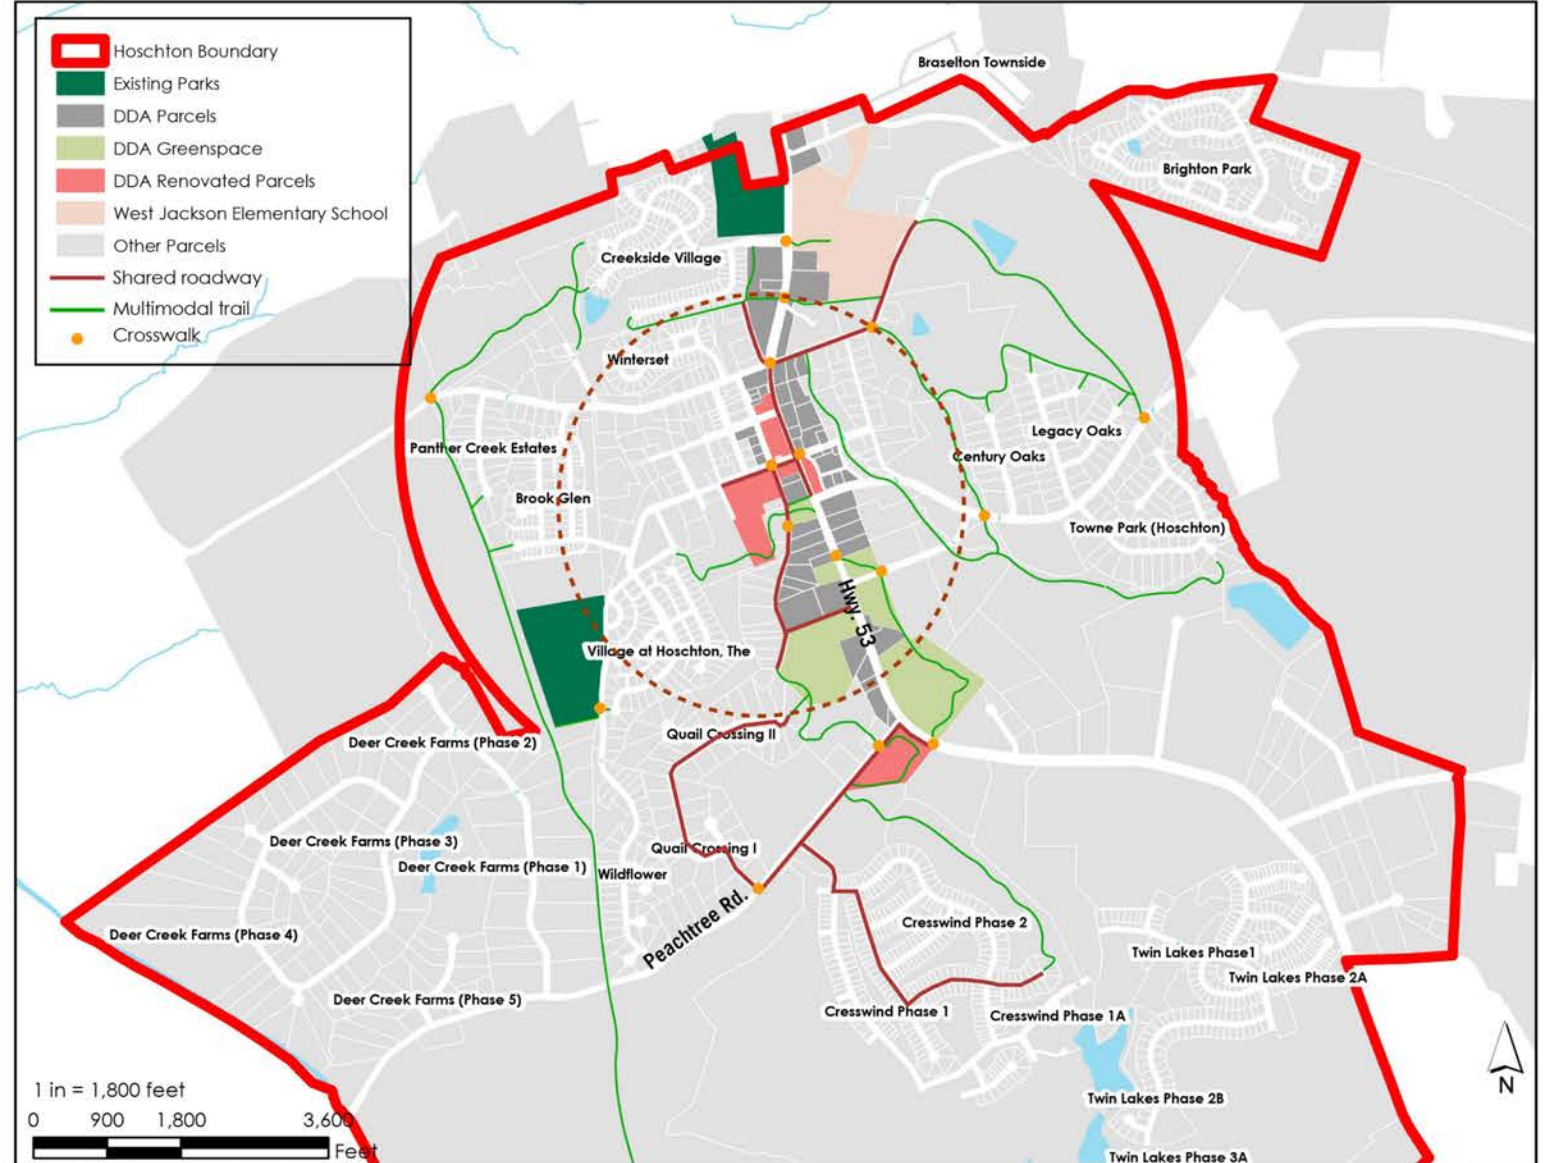 Hoschton Boundary
Existing Parks
DDA Parcels
DDA Greenspace
DDA Renovated Parcels
West Jackson Elementary School
Other Parcels
Shared roadway
Multimodal trail
Crosswalk
Braselton Townside
Brighton Park
Creekside Village
Winterset
Legacy Oaks
Panther Creek Estates
Century Oaks
Brook Glen
Towne Park (Hoschton)
Hwy. 53
Village at Hoschton, The
Quail Crossing II
Deer Creek Farms (Phase 2)
Deer Creek Farms (Phase 3)
Quail Crossing I
Deer Creek Farms (Phase 1)
Wildflower
Peachtree Rd.
Cresswind Phase 2
Deer Creek Farms (Phase 4)
Twin Lakes Phase1
Twin Lakes Phase 2A
Deer Creek Farms (Phase 5)
Cresswind Phase 1
Cresswind Phase 1A
N
1 in = 1,800 feet
Twin Lakes Phase 2B
0 900 1,800 3,600
Feet
Twin Lakes Phase 3A